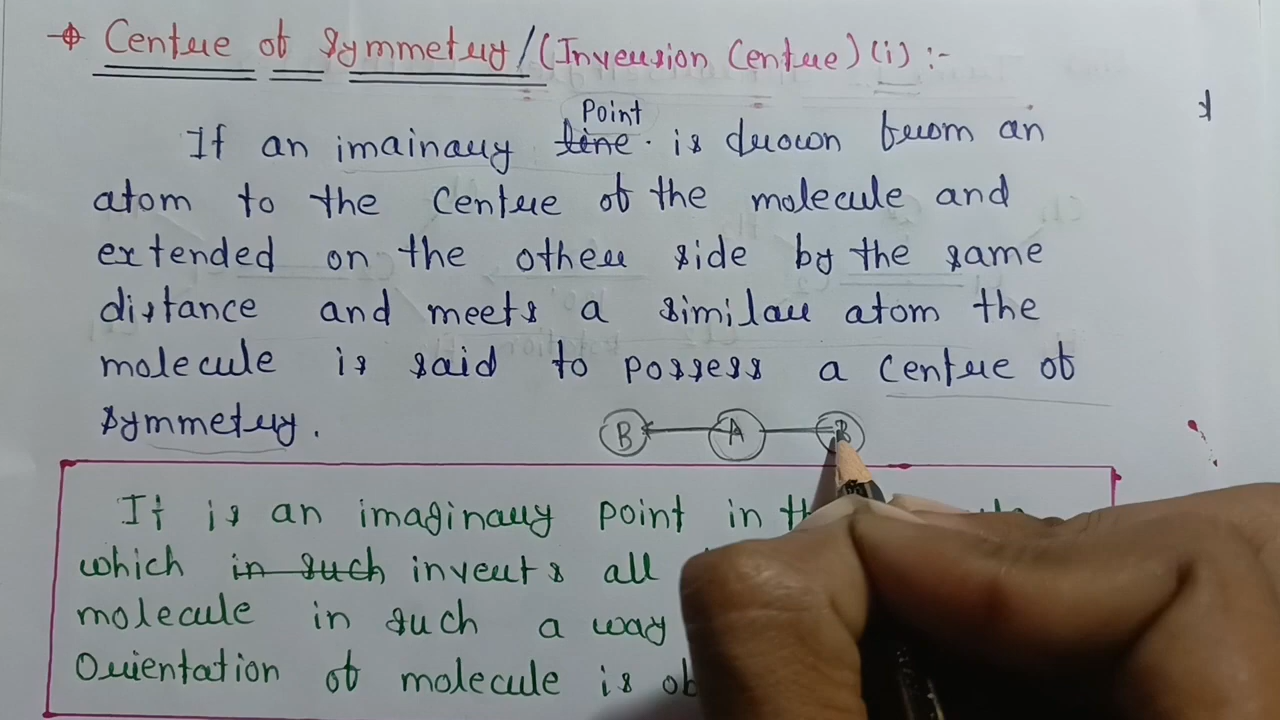 Centre of Symmetry/(Inversion Centre) (i) :-
Point
If an imainary line. is drown from an
atom to the centre of the molecule and
extended on the other side by the same
distance and meets a similar atom the
molecule is said to possess a centre of
symmetry.
B A B
It is an imaginary point in
which in such inverts all
molecule in such a way
Orientation of molecule is ob